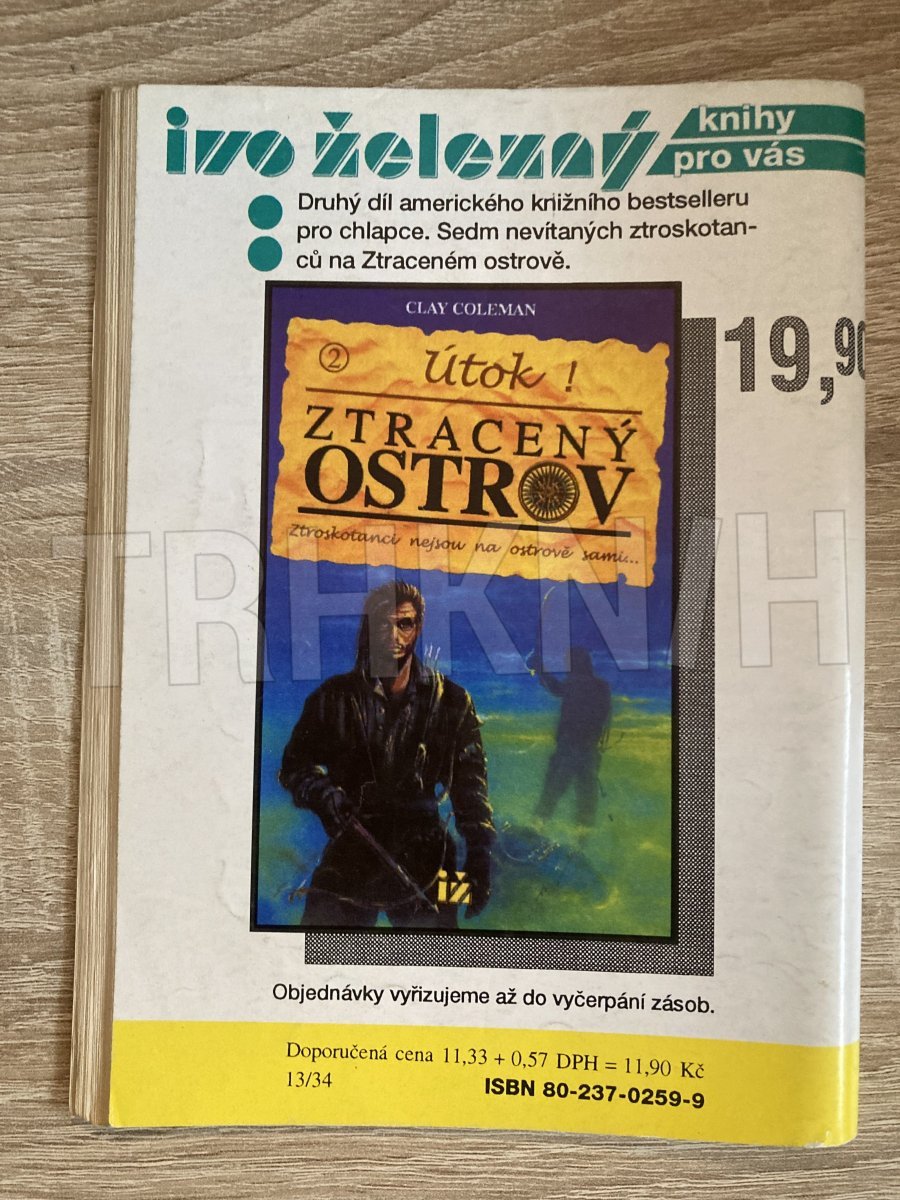 ivo železný
knihy
pro vás
Druhý díl amerického knižního bestselleru
pro chlapce. Sedm nevítaných ztroskotan-
ců na Ztraceném ostrově.
19,90
CLAY COLEMAN
2 Útok !
ZTRACENÝ
OSTROV
Ztroskotanci nejsou na ostrově sami...
TRHKNIH
iž
Objednávky vyřizujeme až do vyčerpání zásob.
Doporučená cena 11,33 + 0,57 DPH = 11,90 Kč
13/34
ISBN 80-237-0259-9